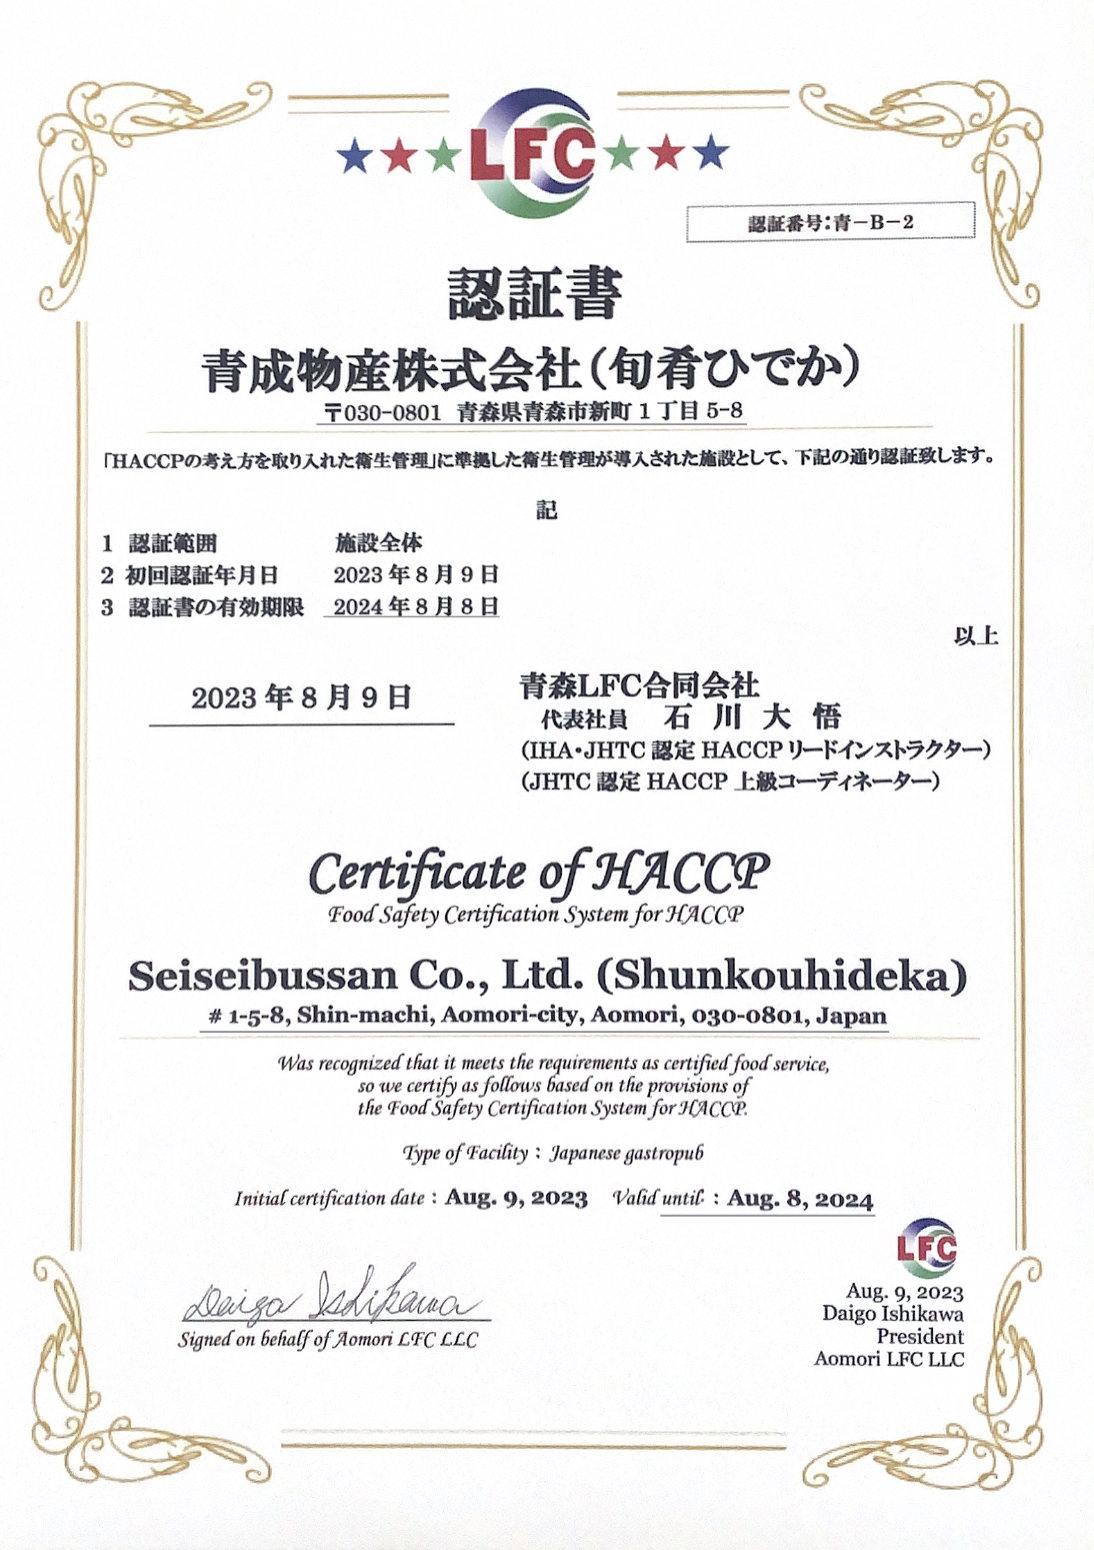 LFC
認証番号:青－B－2
認証書
青成物産株式会社(旬肴ひでか)
〒030-0801 青森県青森市新町1丁目5-8
「HACCPの考え方を取り入れた衛生管理」に準拠した衛生管理が導入された施設として、下記の通り認証致します。
記
1 認証範囲 施設全体
2 初回認証年月日 2023年8月9日
3 認証書の有効期限 2024年8月8日
以上
2023年8月9日
青森LFC合同会社
代表社員 石川大悟
(IHA・JHTC認定HACCPリードインストラクター)
(JHTC認定HACCP上級コーディネーター)
Certificate of HACCP
Food Safety Certification System for HACCP
Seiseibussan Co., Ltd. (Shunkouhideka)
# 1-5-8, Shin-machi, Aomori-city, Aomori, 030-0801, Japan
Was recognized that it meets the requirements as certified food service,
so we certify as follows based on the provisions of
the Food Safety Certification System for HACCP.
Type of Facility : Japanese gastropub
Initial certification date : Aug. 9, 2023 Valid until : Aug. 8, 2024
LFC
Daigo Ishikawa
Signed on behalf of Aomori LFC LLC
Aug. 9, 2023
Daigo Ishikawa
President
Aomori LFC LLC